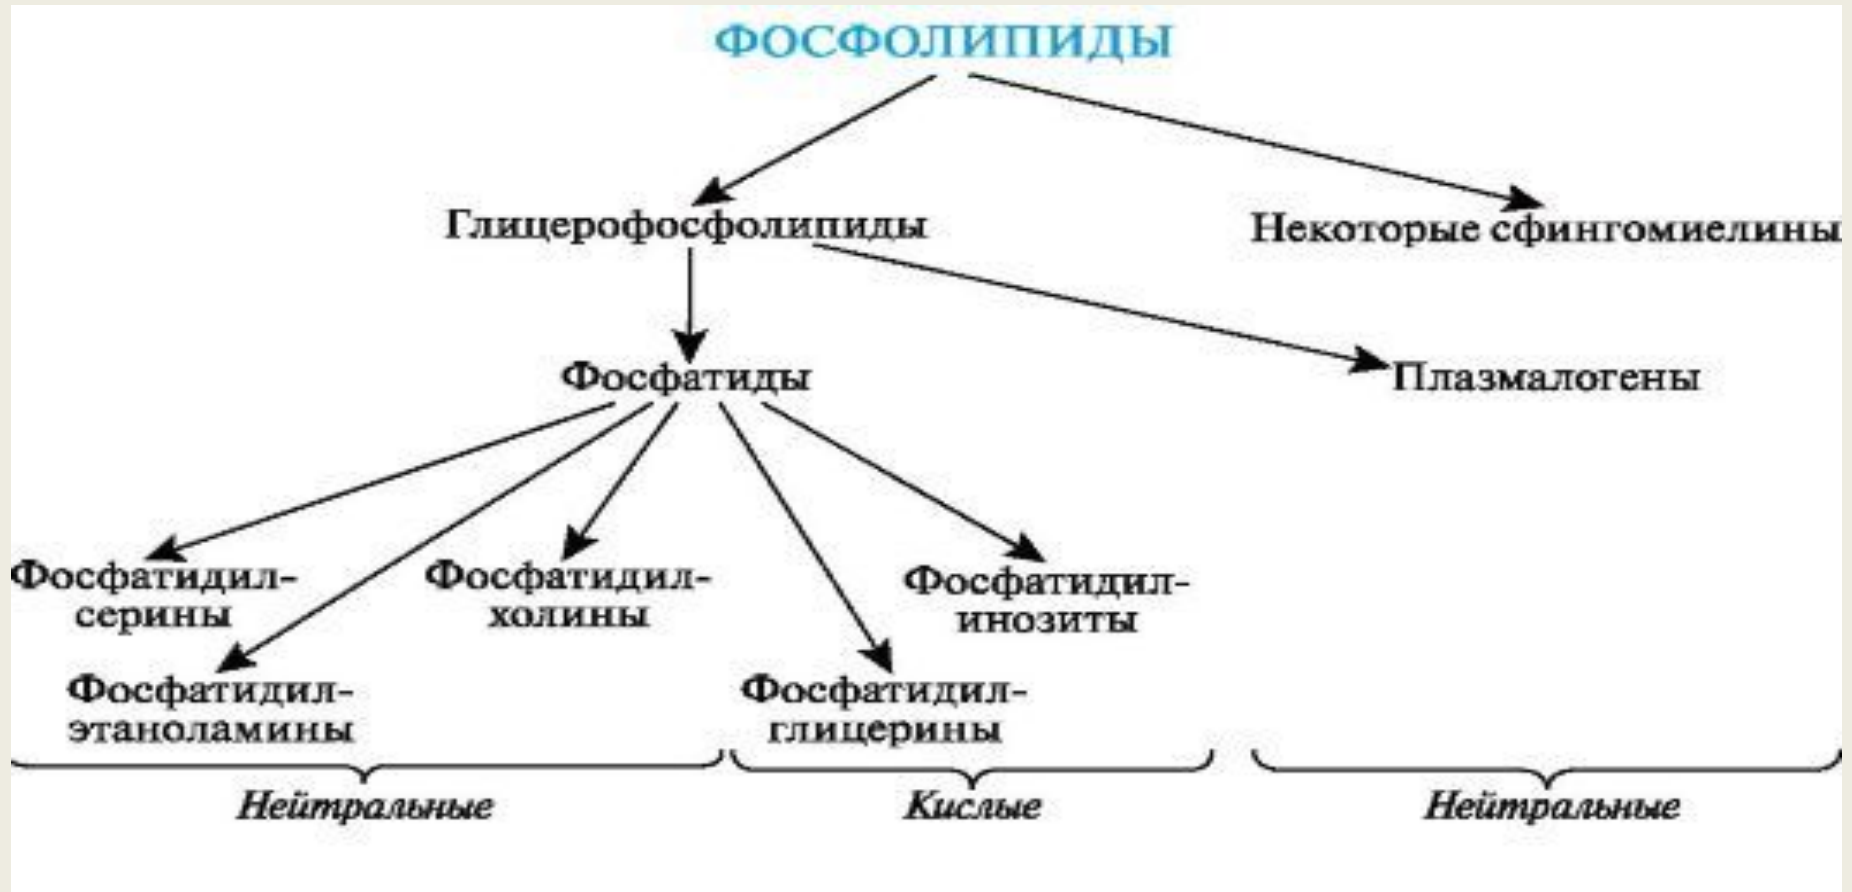 ФОСФОЛИПИДЫ
Глицерофосфолипиды
Некоторые сфингомиелины
Фосфатиды
Плазмалогены
Фосфатидил-
серины
Фосфатидил-
холины
Фосфатидил-
инозиты
Фосфатидил-
этаноламины
Фосфатидил-
глицерины
Нейтральные
Кислые
Нейтральные